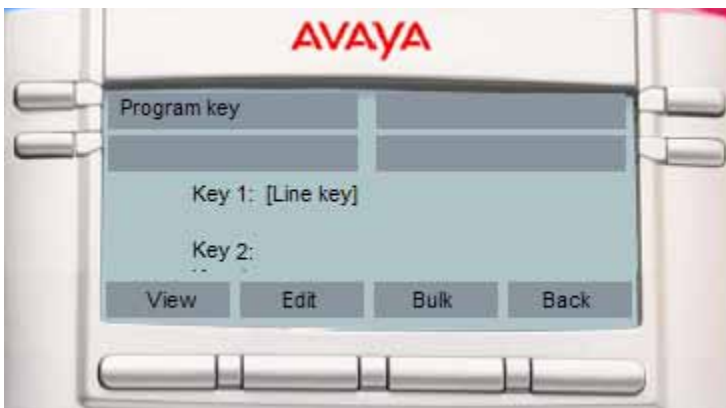 AVAYA
Program key
Key 1: [Line key]
Key 2:
View Edit Bulk Back